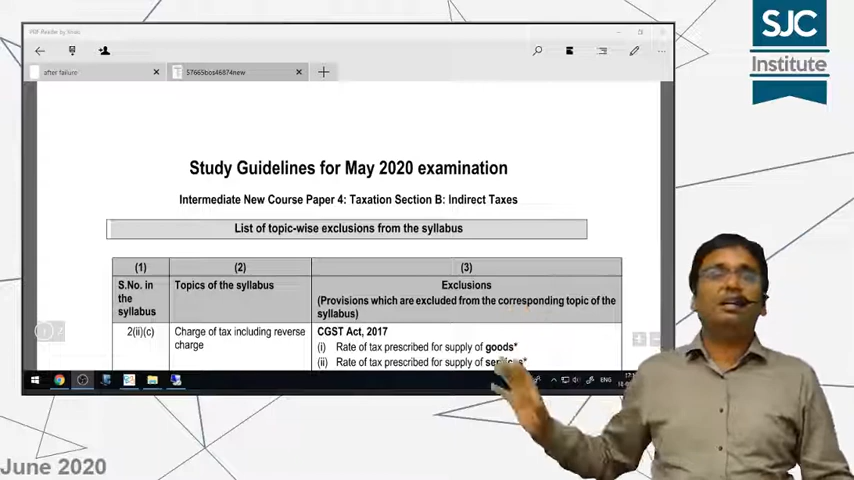 PDF Reader by Xodo
after failure
57665bos46874new
SJC
Institute
Study Guidelines for May 2020 examination
Intermediate New Course Paper 4: Taxation Section B: Indirect Taxes
List of topic-wise exclusions from the syllabus
(1) (2) (3)
S.No. in the syllabus Topics of the syllabus Exclusions
(Provisions which are excluded from the corresponding topic of the syllabus)
2(ii)(c) Charge of tax including reverse charge CGST Act, 2017
(i) Rate of tax prescribed for supply of goods*
(ii) Rate of tax prescribed for supply of services*
ENG
June 2020